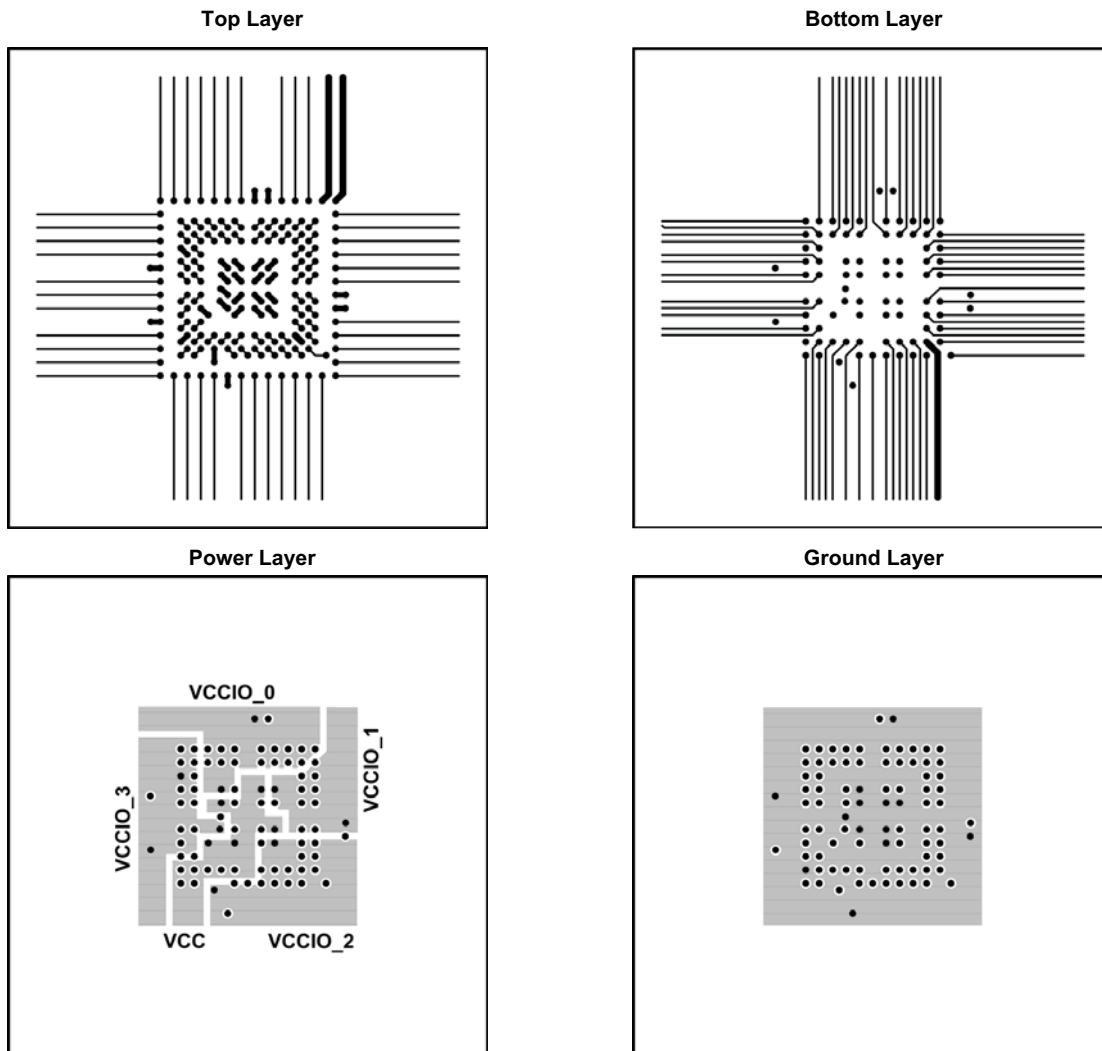 Top Layer
Bottom Layer
Power Layer
Ground Layer
VCCIO_0
VCCIO_1
VCCIO_3
VCC
VCCIO_2